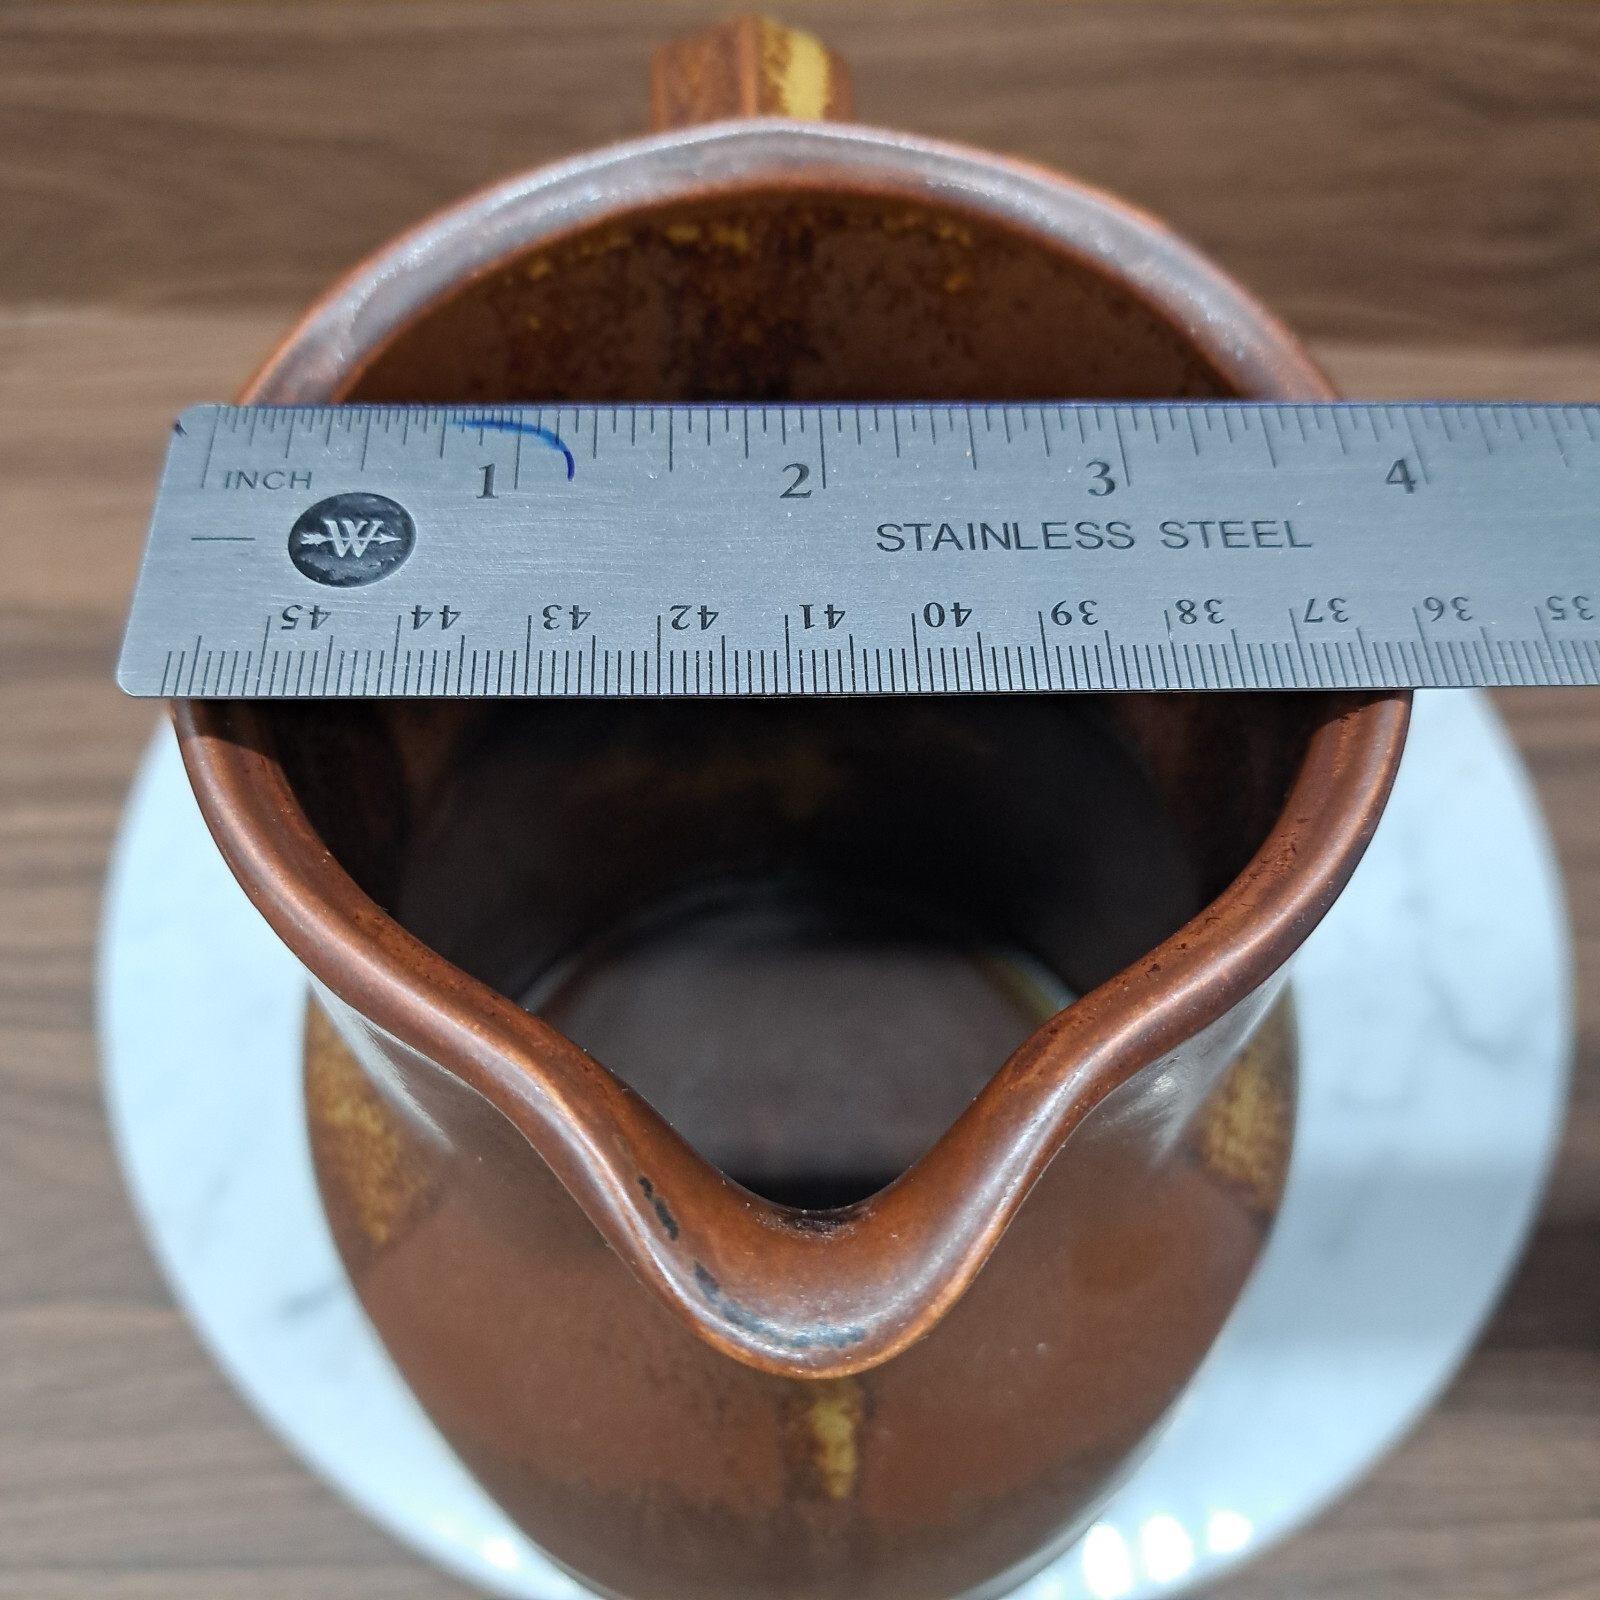 1 2 3 4
INCH
W
STAINLESS STEEL
45 44 43 42 41 40 39 38 37 36 35